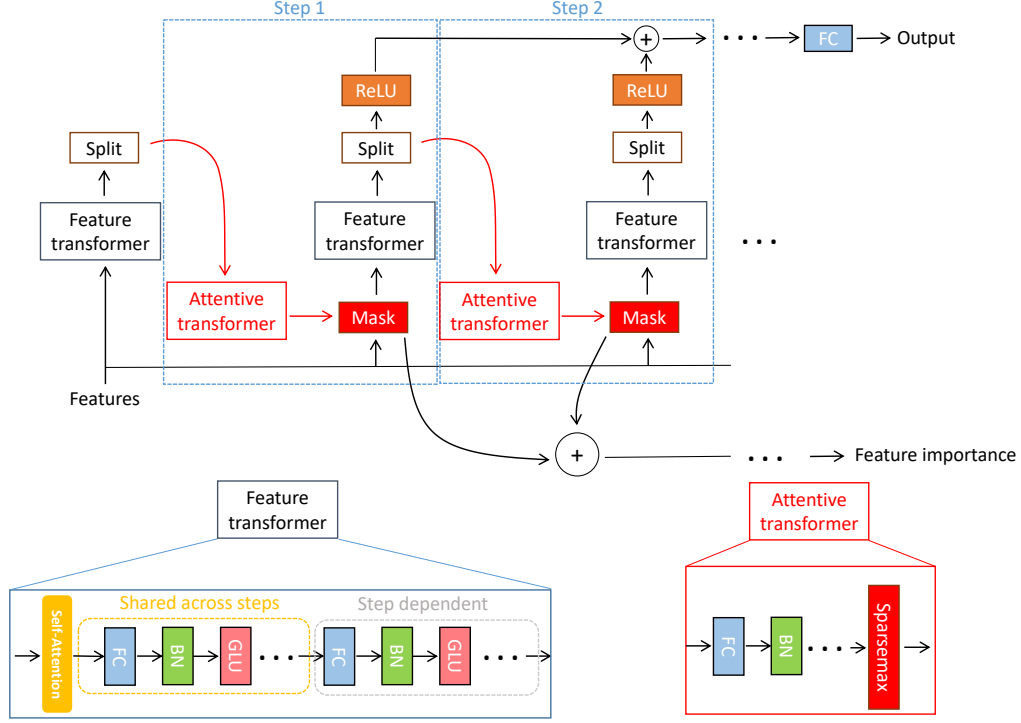 Step 1
Step 2
+
. . .
FC
Output
ReLU
ReLU
Split
Split
Split
Feature
transformer
Feature
transformer
Feature
transformer
. . .
Attentive
transformer
Mask
Attentive
transformer
Mask
Features
+
. . .
Feature importance
Feature
transformer
Attentive
transformer
Self-Attention
Shared across steps
FC
BN
GLU
. . .
Step dependent
FC
BN
GLU
. . .
FC
BN
. . .
Sparsemax